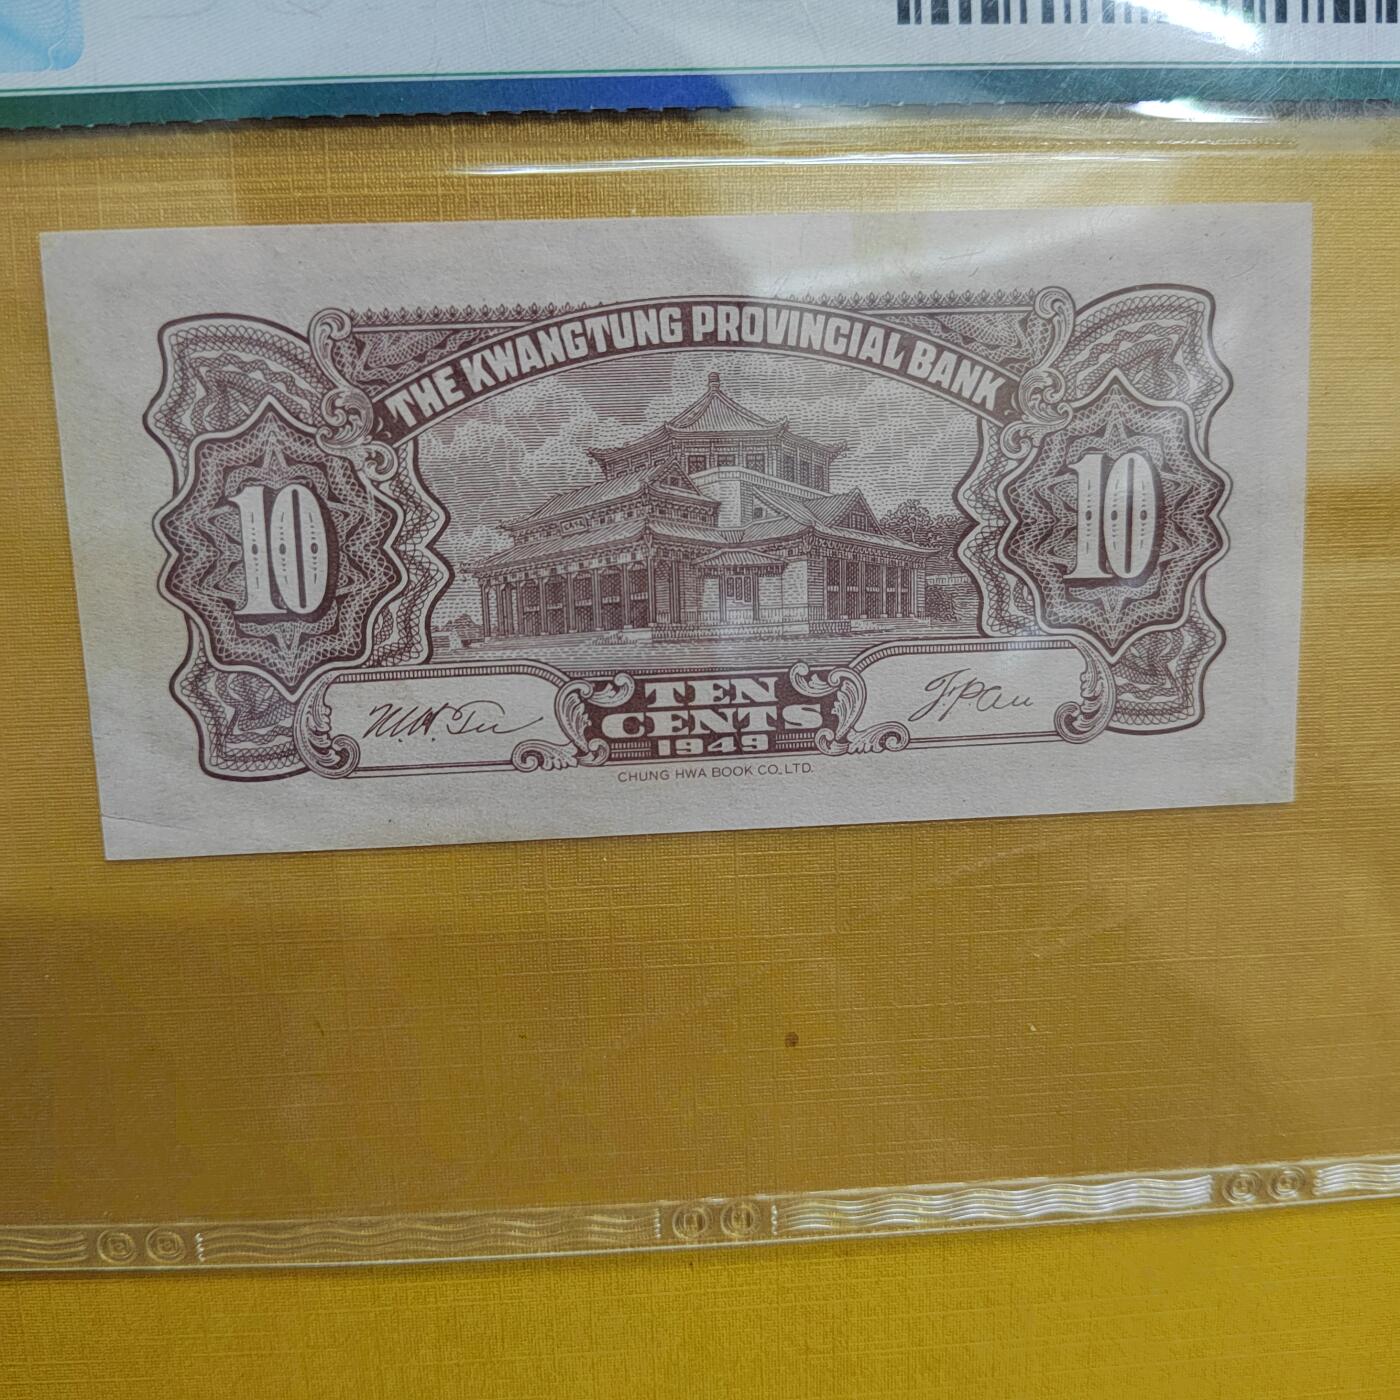 THE KWANGTUNG PROVINCIAL BANK
10
10
TEN
CENTS
1949
CHUNG HWA BOOK CO. LTD.